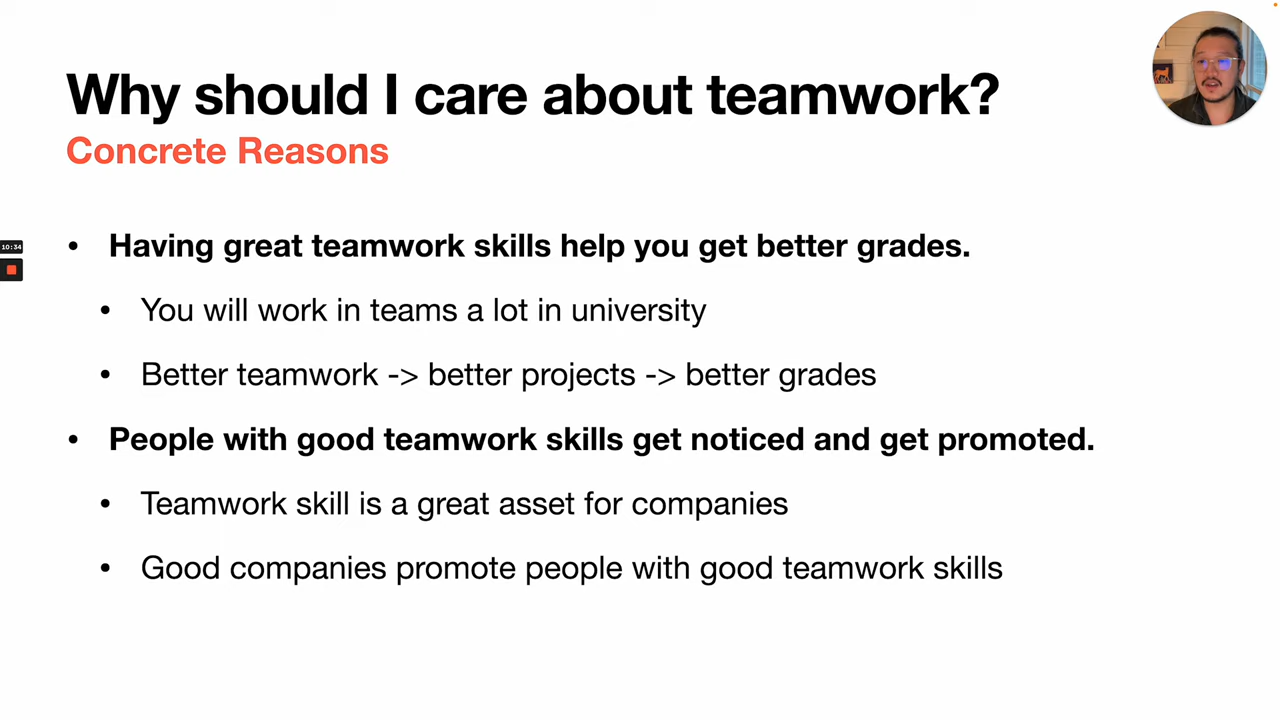 Why should I care about teamwork?
Concrete Reasons
10:34
• Having great teamwork skills help you get better grades.
• You will work in teams a lot in university
• Better teamwork -> better projects -> better grades
• People with good teamwork skills get noticed and get promoted.
• Teamwork skill is a great asset for companies
• Good companies promote people with good teamwork skills